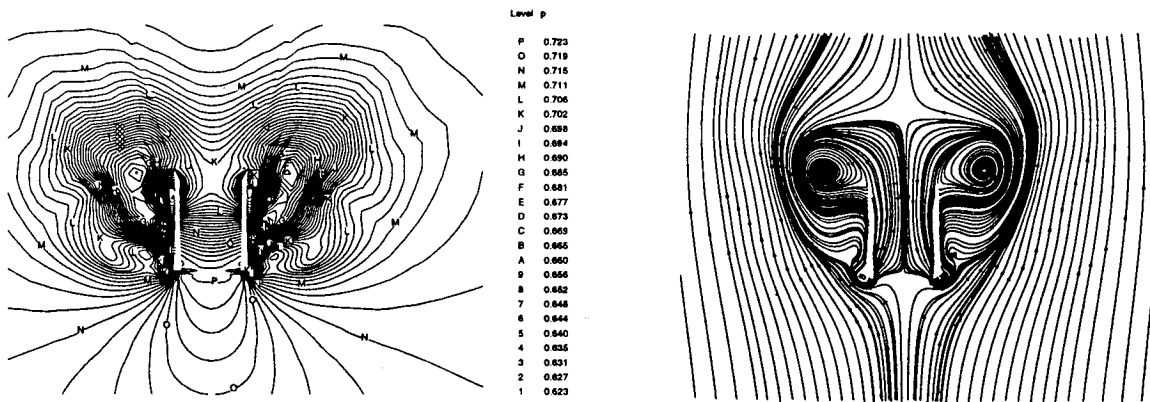 Level p
P 0.723
O 0.719
N 0.715
M 0.711
L 0.706
K 0.702
J 0.698
I 0.694
H 0.690
G 0.685
F 0.681
E 0.677
D 0.673
C 0.669
B 0.665
A 0.660
9 0.656
8 0.652
7 0.648
6 0.644
5 0.640
4 0.635
3 0.631
2 0.627
1 0.623
M
M
M
M
L
L
L
K
K
K
M
M
L
L
K
K
N
O
M
P
M
O
O
N
N
O